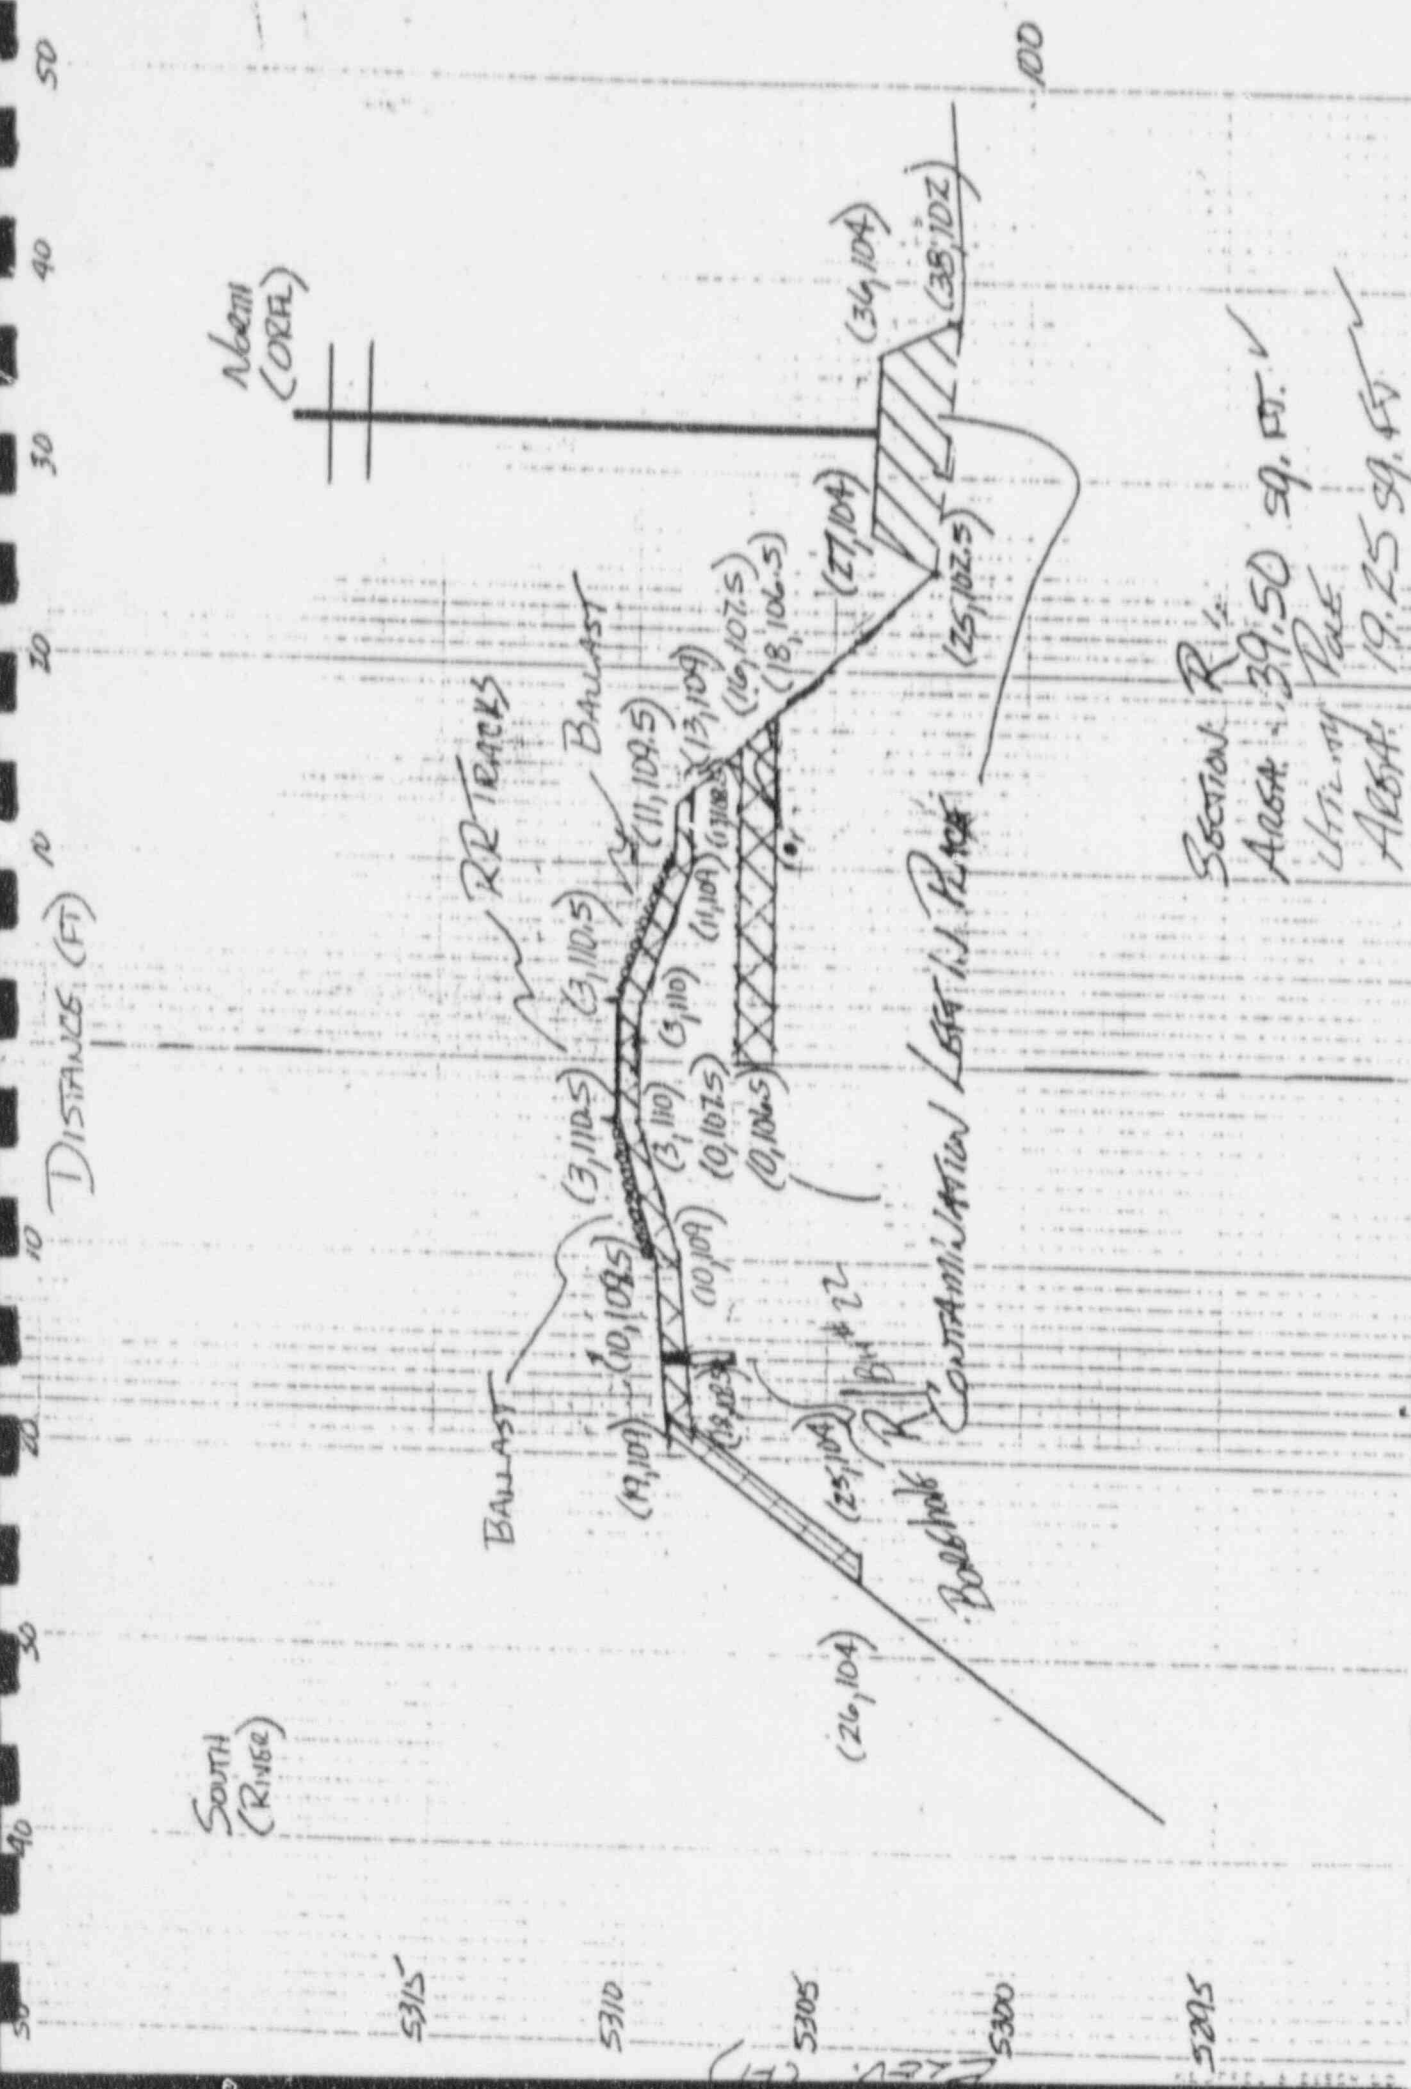 50 40 30 20 10 10 20 30 40 50
DISTANCE (FT)
SOUTH
(RIVER)
NORTH
(ORE)
5315
5310
5305
5300
5295
100
BALLAST
RR TRACKS
BALLAST
(19,109)
(10,109.5)
(3,110.5)
(3,110.5)
(11,109.5)
(13,109)
(16,107.5)
(18,106.5)
(10,109)
(3,110)
(3,110)
(11,109)
(0,107.5)
(0,106.5)
(25,104)
(26,104)
(27,104)
(36,104)
(38,102)
(25,102.5)
BH # 22
BOREHOLE R
CONTAMINATION LEFT IN PLACE
SECTION R:
AREA: 39.50 SQ. FT. ✓
UTILITY POLE
AREA: 19.25 SQ. FT. ✓